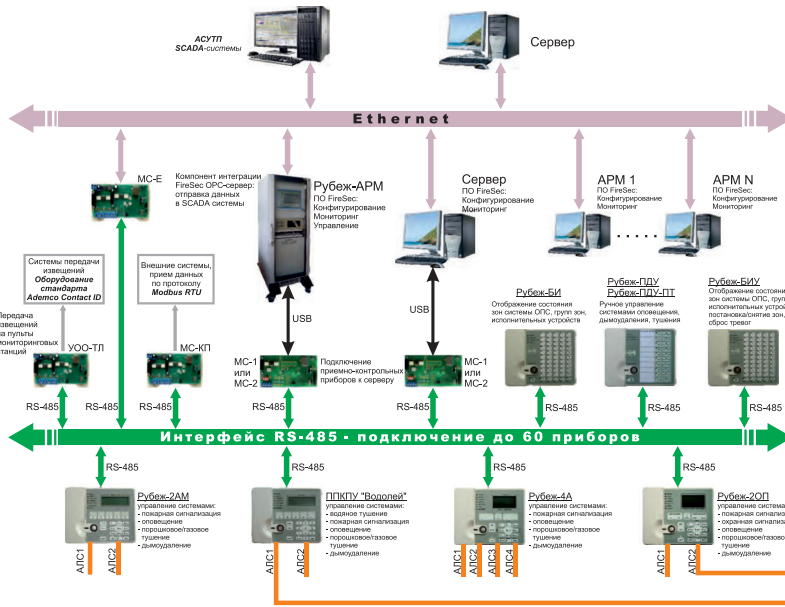 АСУТП
SCADA-системы
Сервер
Ethernet
МС-Е
Компонент интеграции
FireSec ОРС-сервер:
отправка данных
в SCADA системы
Рубеж-АРМ
ПО FireSec:
Конфигурирование
Мониторинг
Управление
Сервер
ПО FireSec:
Конфигурирование
Мониторинг
АРМ 1
ПО FireSec:
Конфигурирование
Мониторинг
.....
АРМ N
ПО FireSec:
Конфигурирование
Мониторинг
Системы передачи
извещений
Оборудование
стандарта
Ademco Contact ID
Внешние системы,
прием данных
по протоколу
Modbus RTU
Передача
извещений
на пульты
мониторинговых
станций
УОО-ТЛ
МС-КП
USB
USB
МС-1
или
МС-2
Подключение
приемно-контрольных
приборов к серверу
МС-1
или
МС-2
Рубеж-БИ
Отображение состояния
зон системы ОПС, групп зон,
исполнительных устройств
Рубеж-ПДУ
Рубеж-ПДУ-ПТ
Ручное управление
системами оповещения,
дымоудаления, тушения
Рубеж-БИУ
Отображение состояни
зон системы ОПС, груп
исполнительных устрой
постановка/снятие зон,
сброс тревог
RS-485
RS-485
RS-485
RS-485
RS-485
RS-485
RS-485
RS-485
Интерфейс RS-485 - подключение до 60 приборов
RS-485
RS-485
RS-485
RS-485
Рубеж-2АМ
управление системами:
- пожарная сигнализация
- оповещение
- порошковое/газовое
тушение
- дымоудаление
АЛС1
АЛС2
ППКПУ "Водолей"
управление системами:
- водяное тушение
- пожарная сигнализация
- оповещение
- порошковое/газовое
тушение
- дымоудаление
АЛС1
АЛС2
Рубеж-4А
управление системами:
- пожарная сигнализация
- оповещение
- порошковое/газовое
тушение
- дымоудаление
АЛС1
АЛС2
АЛС3
АЛС4
Рубеж-2ОП
управление система
- пожарная сигнализ
- охранная сигнализа
- оповещение
- порошковое/газово
тушение
- дымоудаление
АЛС1
АЛС2